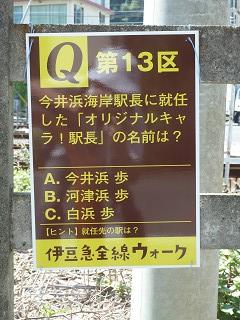 Q 第13区
今井浜海岸駅長に就任
した「オリジナルキャ
ラ！駅長」の名前は？
A. 今井浜 歩
B. 河津浜 歩
C. 白浜 歩
【ヒント】就任先の駅は？
伊豆急全線ウォーク